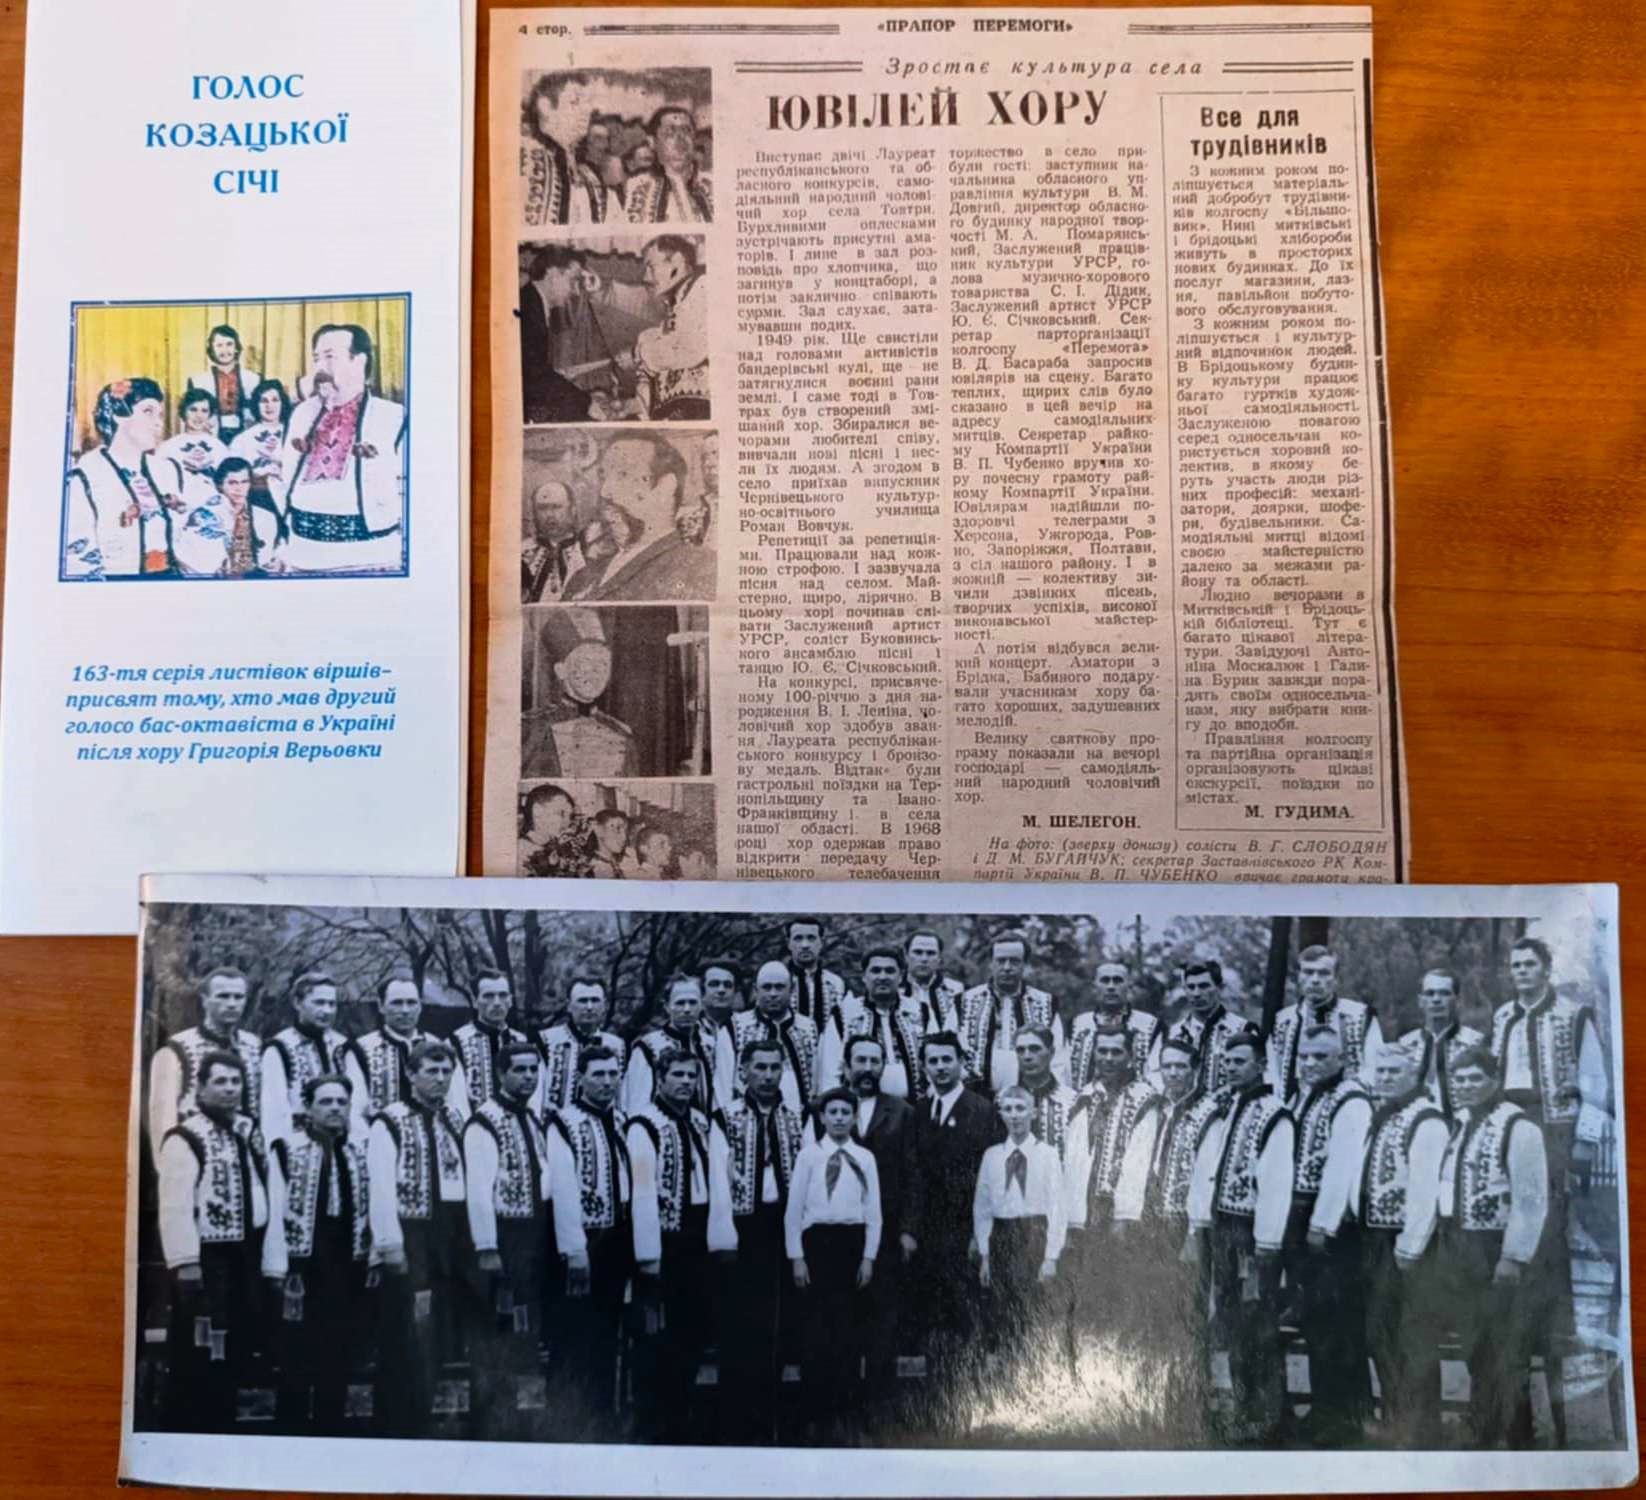 ГОЛОС
КОЗАЦЬКОЇ
СІЧІ
163-тя серія листівок віршів–
присвят тому, хто мав другий
голосо бас-октавіста в Україні
після хору Григорія Верьовки
4 стор.
«ПРАПОР ПЕРЕМОГИ»
Зростає культура села
ЮВІЛЕЙ ХОРУ
Виступає двічі Лауреат
республіканського та об-
ласного конкурсів, само-
діяльний народний чолові-
чий хор села Товтри.
Бурхливими оплесками
зустрічають присутні ама-
торів. І лине в зал роз-
повідь про хлопчика, що
загинув у концтаборі, а
потім заклично співають
сурми. Зал слухає, зата-
мувавши подих.
1949 рік. Ще свистіли
над головами активістів
бандерівські кулі, ще не
затягнулися воєнні рани
землі. І саме тоді в Тов-
трах був створений змі-
шаний хор. Збиралися ве-
чорами любителі співу,
вивчали нові пісні і нес-
ли їх людям. А згодом в
село приїхав випускник
Чернівецького культур-
но-освітнього училища
Роман Вовчук.
Репетиції за репетиція-
ми. Працювали над кож-
ною строфою. І зазвучала
пісня над селом. Май-
стерно, щиро, лірично. В
цьому хорі починав спі-
вати Заслужений артист
УРСР, соліст Буковинсь-
кого ансамблю пісні і
танцю Ю. Є. Січковський.
На конкурсі, присвяче-
ному 100-річчю з дня на-
родження В. І. Леніна, чо-
ловічий хор здобув зван-
ня Лауреата республікан-
ського конкурсу і бронзо-
ву медаль. Відтак були
гастрольні поїздки на Тер-
нопільщину та Івано-
Франківщину і в села
нашої області. В 1968
році хор одержав право
відкрити передачу Чер-
нівецького телебачення
торжество в село при-
були гості: заступник на-
чальника обласного уп-
равління культури В. М.
Довгий, директор обласно-
го будинку народної твор-
чості М. А. Помарянсь-
кий, Заслужений праців-
ник культури УРСР, го-
лова музично-хорового
товариства С. І. Дідик,
Заслужений артист УРСР
Ю. Є. Січковський. Сек-
ретар парторганізації
колгоспу «Перемога»
В. Д. Басараба запросив
ювілярів на сцену. Багато
теплих, щирих слів було
сказано в цей вечір на
адресу самодіяльних
митців. Секретар райко-
му Компартії України
В. П. Чубенко вручив хо-
ру почесну грамоту рай-
кому Компартії України.
Ювілярам надійшли по-
здоровчі телеграми з
Херсона, Ужгорода, Ров-
но, Запоріжжя, Полтави,
з сіл нашого району. І в
кожній — колективу зи-
чили дзвінких пісень,
творчих успіхів, високої
виконавської майстер-
ності.
А потім відбувся вели-
кий концерт. Аматори з
Брідка, Бабиного подару-
вали учасникам хору ба-
гато хороших, задушевних
мелодій.
Велику святкову про-
граму показали на вечорі
господарі — самодіяль-
ний народний чоловічий
хор.
М. ШЕЛЕГОН.
На фото: (зверху донизу) солісти В. Г. СЛОБОДЯН
і Д. М. БУГАЙЧУК; секретар Заставнівського РК Ком-
партії України В. П. ЧУБЕНКО вручає грамоту
Все для
трудівників
З кожним роком по-
ліпшується матеріаль-
ний добробут трудівни-
ків колгоспу «Більшо-
вик». Нині митківські
і брідоцькі хлібороби
живуть в просторих
нових будинках. До їх
послуг магазини, лаз-
ня, павільйон побуто-
вого обслуговування.
З кожним роком по-
ліпшується і культур-
ний відпочинок людей.
В Брідоцькому будин-
ку культури працює
багато гуртків худож-
ньої самодіяльності.
Заслуженою повагою
серед односельчан ко-
ристується хоровий ко-
лектив, в якому бе-
руть участь люди різ-
них професій: механі-
затори, доярки, шофе-
ри, будівельники. Са-
модіяльні митці відомі
своєю майстерністю
далеко за межами ра-
йону та області.
Людно вечорами в
Митківській і Брідоць-
кій бібліотеці. Тут є
багато цікавої літера-
тури. Завідуючі Анто-
ніна Москалюк і Гали-
на Бурик завжди пора-
дять своїм односельча-
нам, яку вибрати кни-
гу до вподоби.
Правління колгоспу
та партійна організація
організовують цікаві
екскурсії, поїздки по
містах.
М. ГУДИМА.